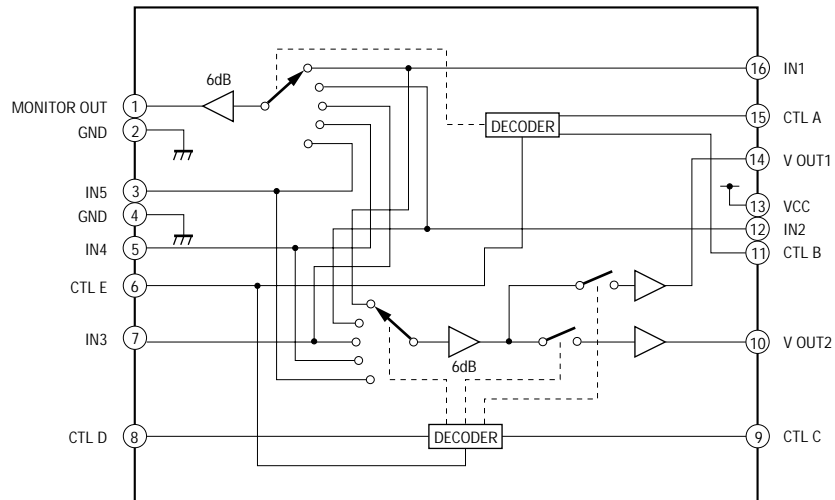 6dB
16 IN1
MONITOR OUT 1
15 CTL A
DECODER
GND 2
14 V OUT1
IN5 3
13 VCC
GND 4
12 IN2
IN4 5
11 CTL B
CTL E 6
IN3 7
10 V OUT2
6dB
CTL D 8
DECODER
9 CTL C